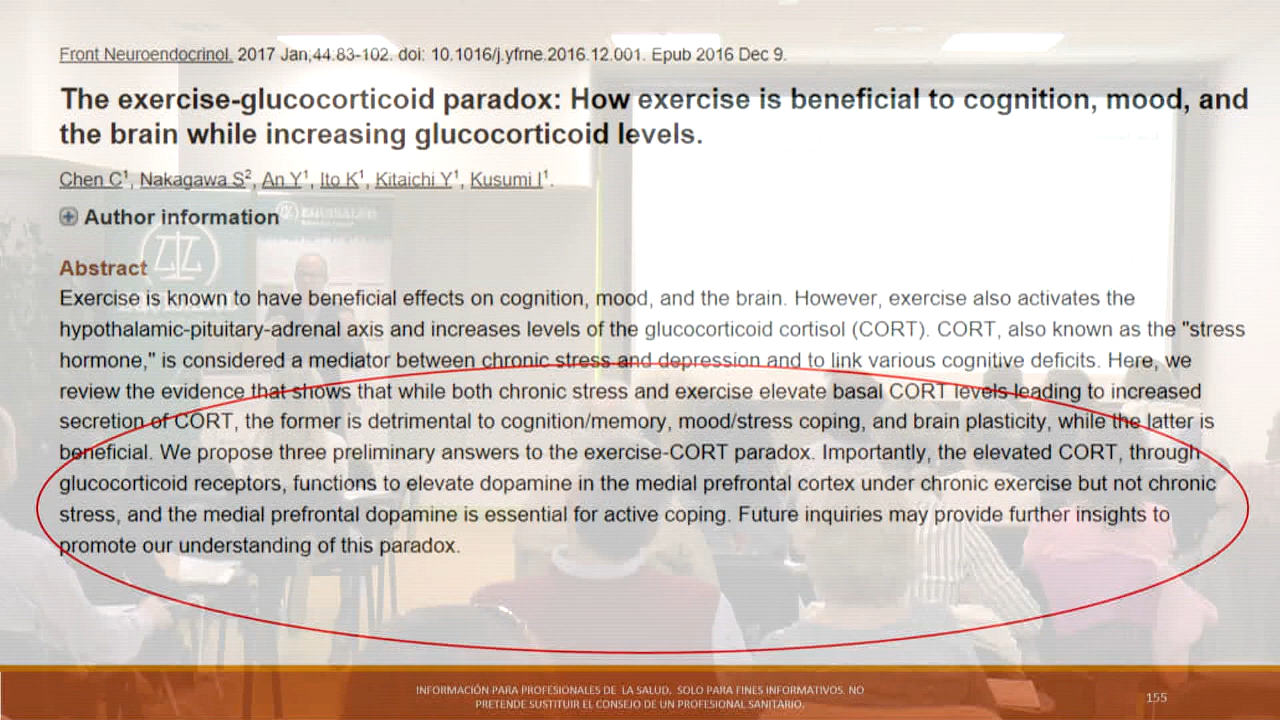 Front Neuroendocrinol. 2017 Jan;44:83-102. doi: 10.1016/j.yfrne.2016.12.001. Epub 2016 Dec 9.
The exercise-glucocorticoid paradox: How exercise is beneficial to cognition, mood, and
the brain while increasing glucocorticoid levels.
Chen C1, Nakagawa S2, An Y1, Ito K1, Kitaichi Y1, Kusumi I1.
Author information
Abstract
Exercise is known to have beneficial effects on cognition, mood, and the brain. However, exercise also activates the
hypothalamic-pituitary-adrenal axis and increases levels of the glucocorticoid cortisol (CORT). CORT, also known as the "stress
hormone," is considered a mediator between chronic stress and depression and to link various cognitive deficits. Here, we
review the evidence that shows that while both chronic stress and exercise elevate basal CORT levels leading to increased
secretion of CORT, the former is detrimental to cognition/memory, mood/stress coping, and brain plasticity, while the latter is
beneficial. We propose three preliminary answers to the exercise-CORT paradox. Importantly, the elevated CORT, through
glucocorticoid receptors, functions to elevate dopamine in the medial prefrontal cortex under chronic exercise but not chronic
stress, and the medial prefrontal dopamine is essential for active coping. Future inquiries may provide further insights to
promote our understanding of this paradox.
INFORMACIÓN PARA PROFESIONALES DE LA SALUD. SOLO PARA FINES INFORMATIVOS. NO
PRETENDE SUSTITUIR EL CONSEJO DE UN PROFESIONAL SANITARIO.
155